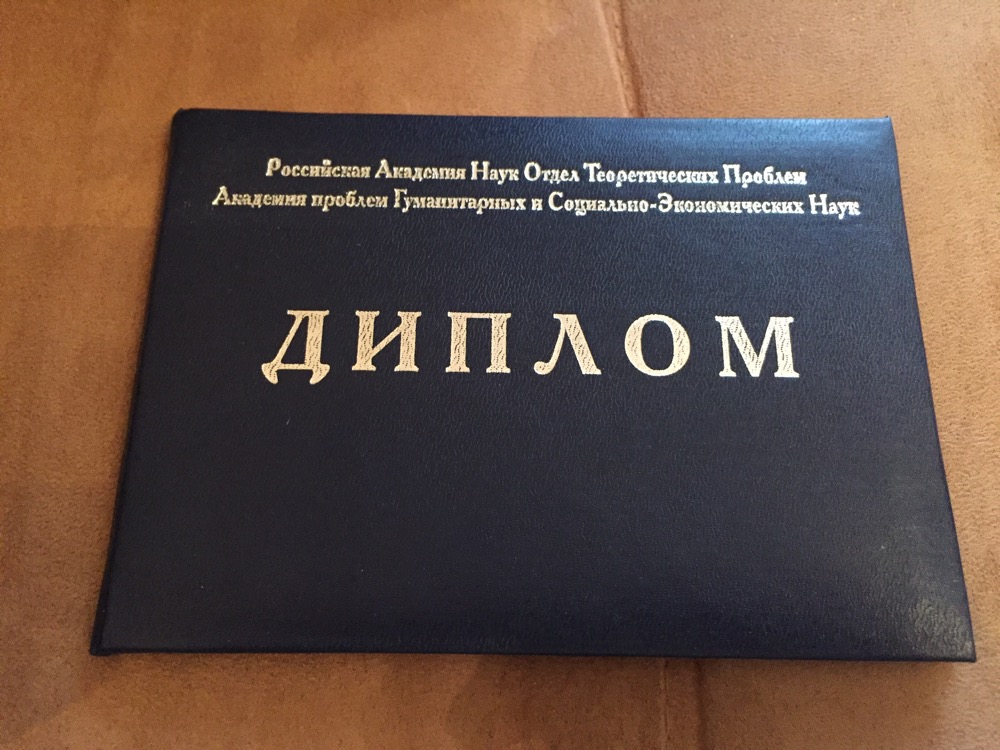 Российская Академия Наук Отдел Теоретических Проблем
Академия проблем Гуманитарных и Социально-Экономических Наук
ДИПЛОМ